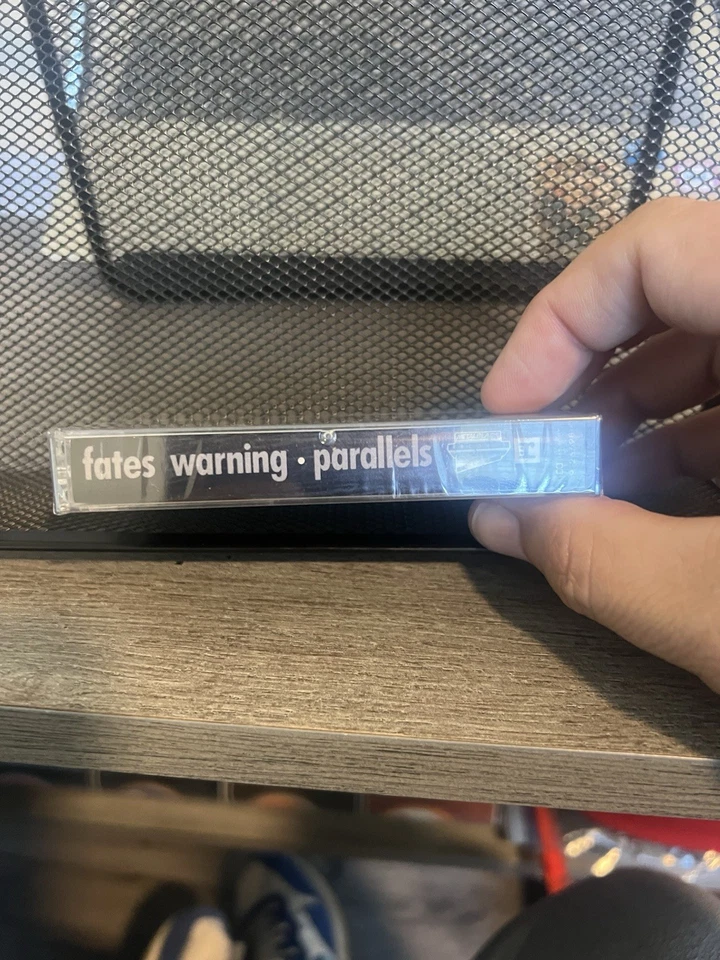 fates warning • parallels